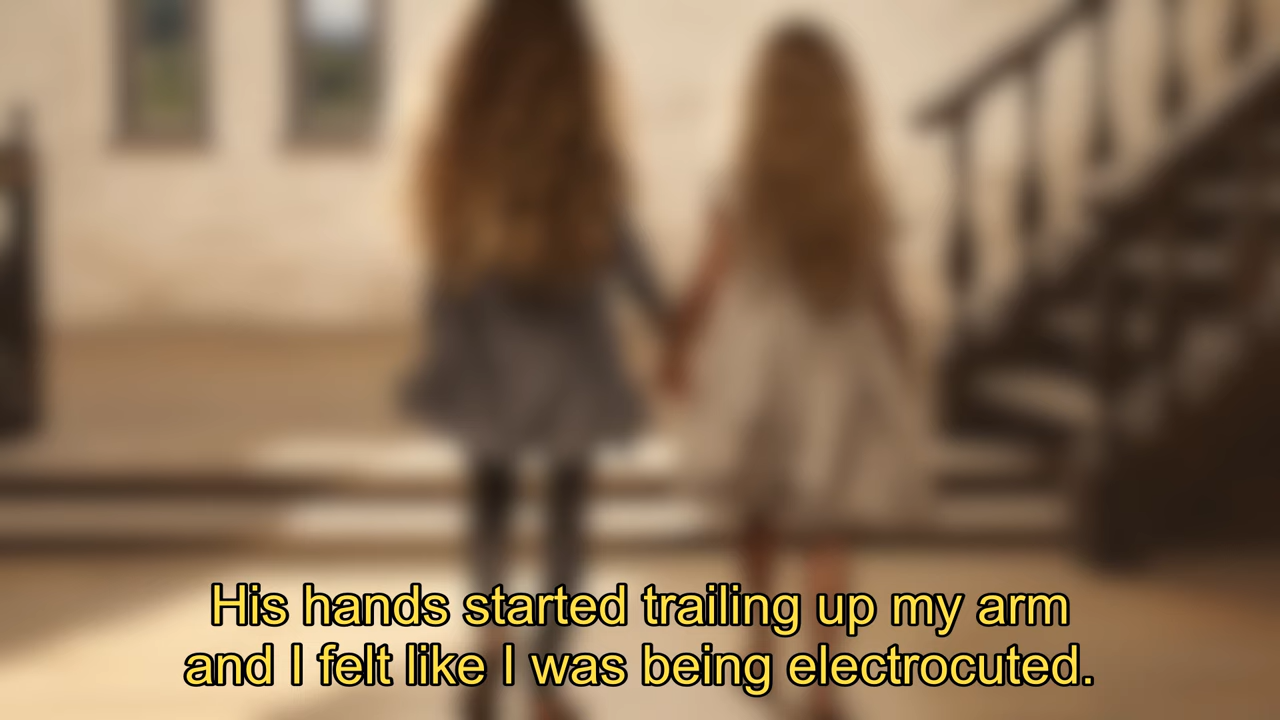 His hands started trailing up my arm
and I felt like I was being electrocuted.